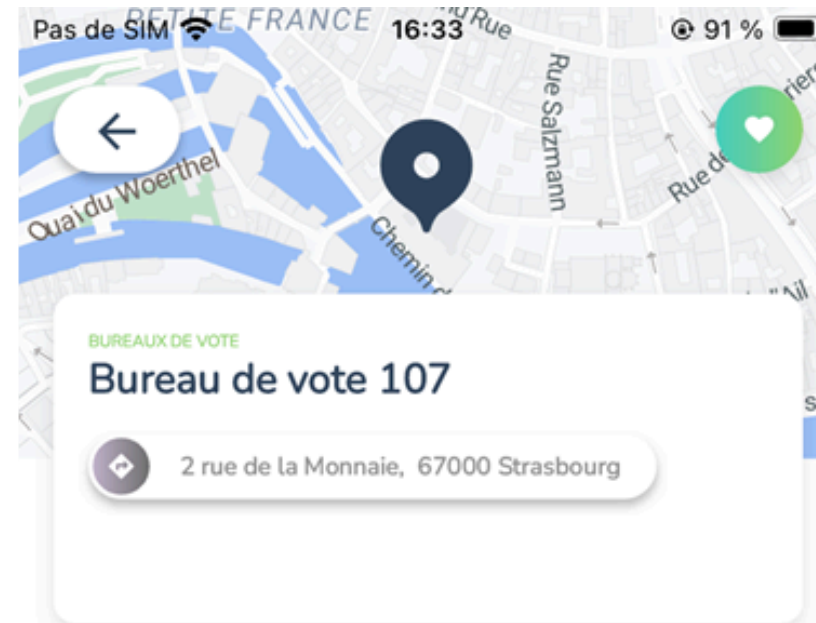 Pas de SIM
PETITE FRANCE
16:33
91 %
Rue
Rue Salzmann
Quai du Woerthel
Rue de
Chemin
BUREAUX DE VOTE
Bureau de vote 107
2 rue de la Monnaie, 67000 Strasbourg